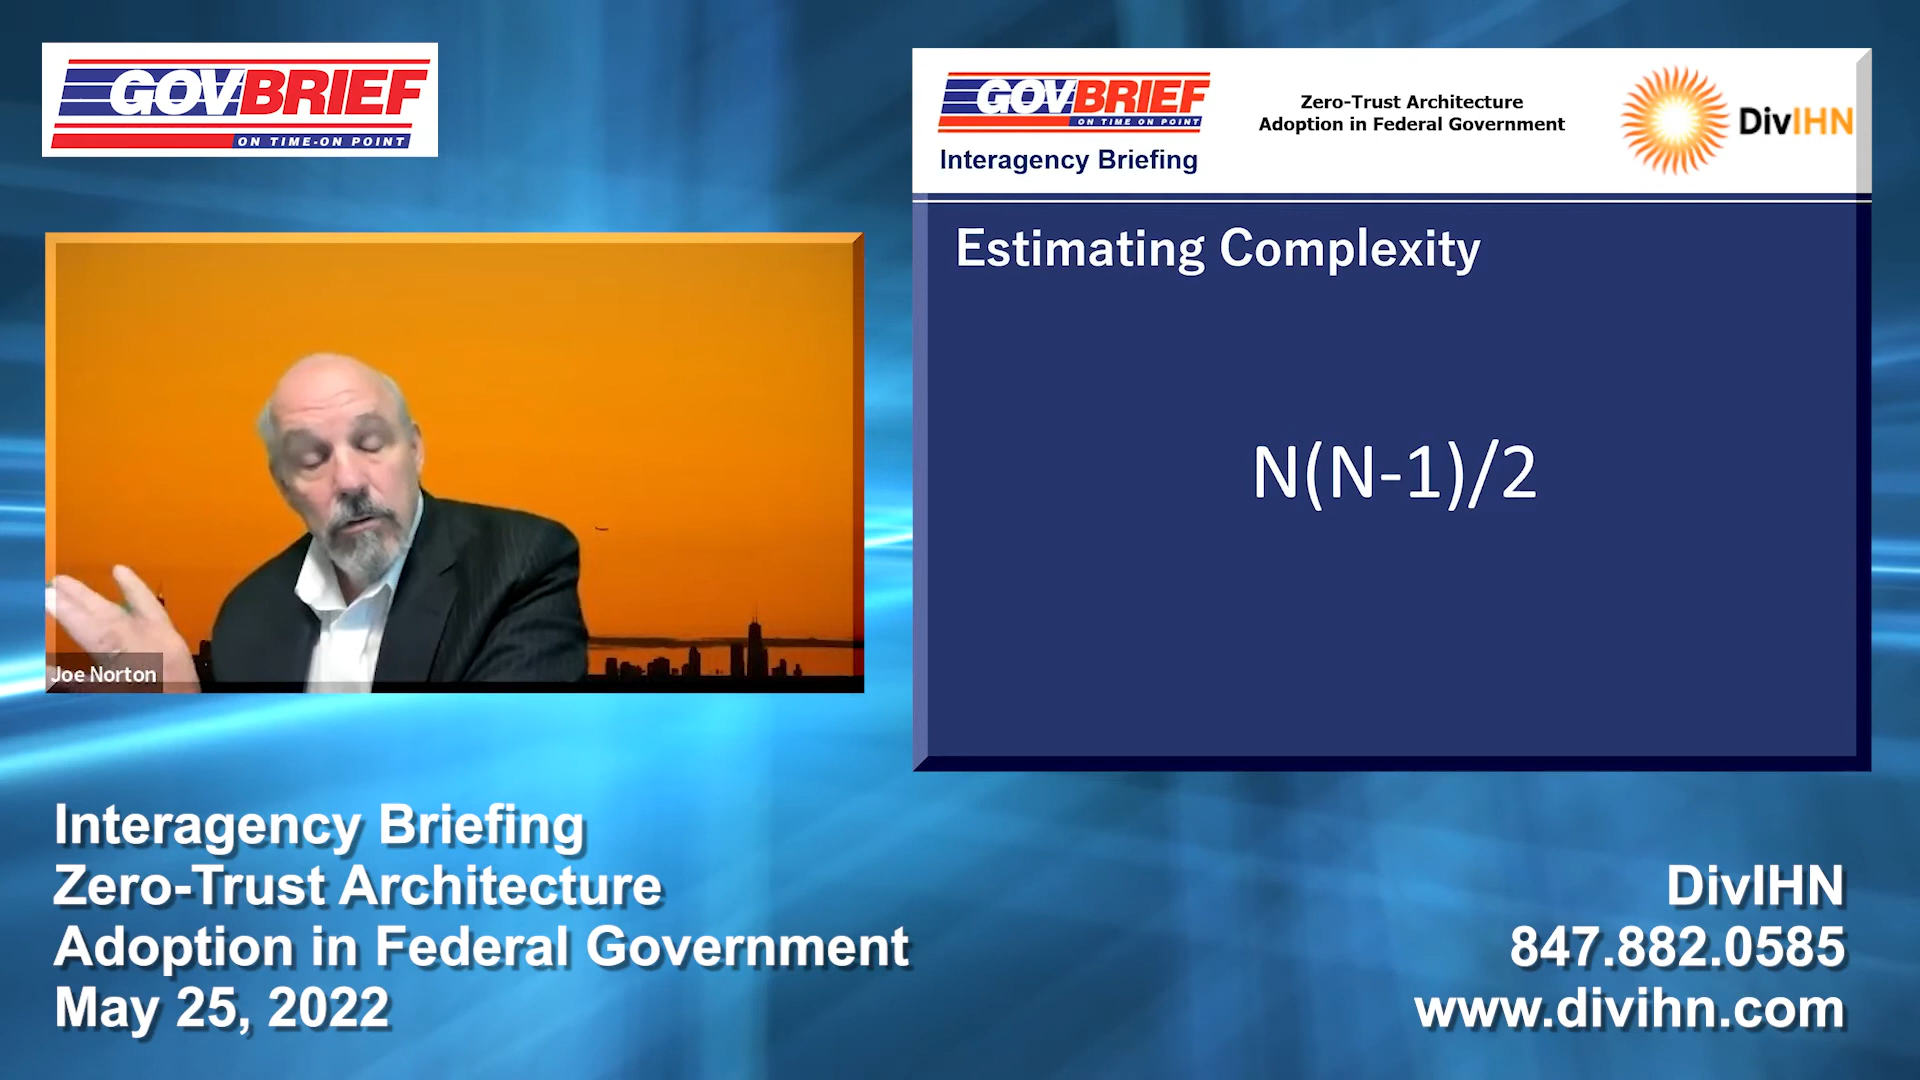 GOVBRIEF
ON TIME-ON POINT
GOVBRIEF
ON TIME ON POINT
Interagency Briefing
Zero-Trust Architecture
Adoption in Federal Government
DivIHN
Estimating Complexity
N(N-1)/2
Joe Norton
Interagency Briefing
Zero-Trust Architecture
Adoption in Federal Government
May 25, 2022
DivIHN
847.882.0585
www.divihn.com